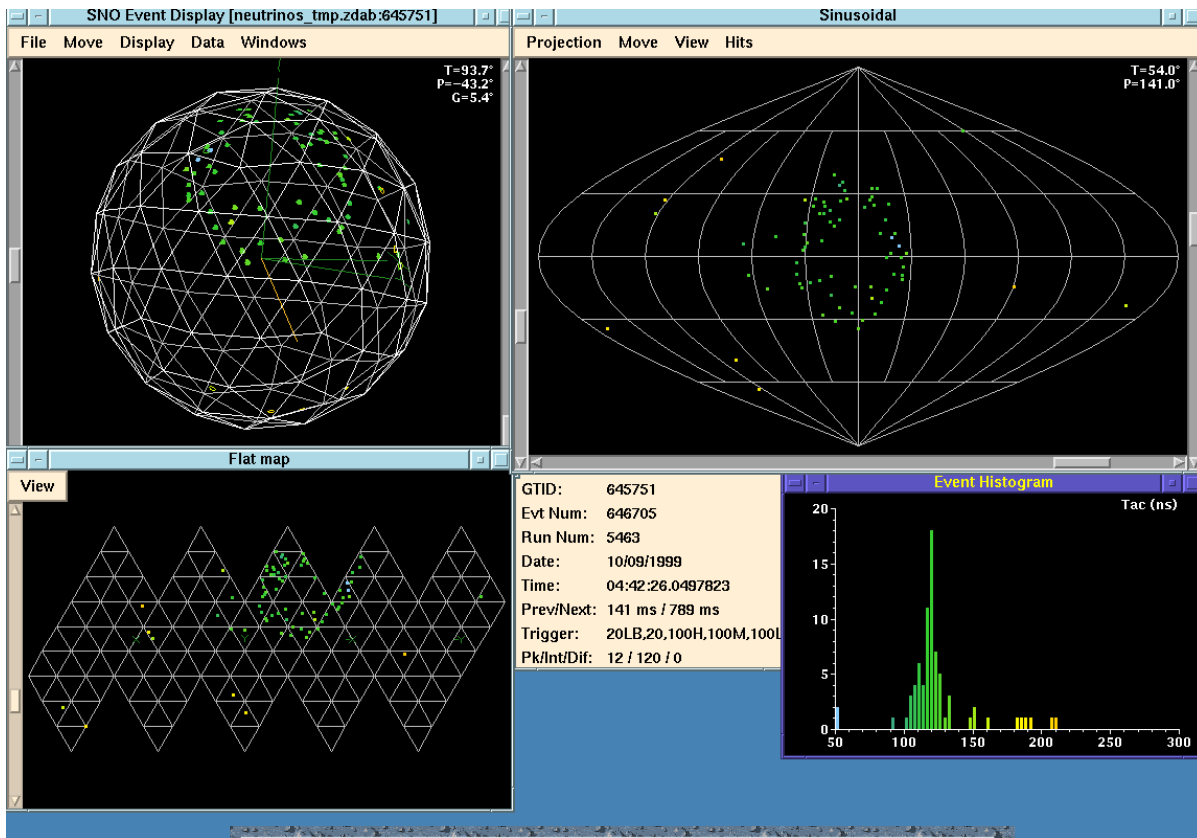 SNO Event Display [neutrinos_tmp.zdab:645751]
File Move Display Data Windows
T=93.7°
P=-43.2°
G=5.4°
Sinusoidal
Projection Move View Hits
T=54.0°
P=141.0°
Flat map
View
GTID: 645751
Evt Num: 646705
Run Num: 5463
Date: 10/09/1999
Time: 04:42:26.0497823
Prev/Next: 141 ms / 789 ms
Trigger: 20LB,20,100H,100M,100L
Pk/Int/Dif: 12 / 120 / 0
Event Histogram
Tac (ns)
20
15
10
5
0
50 100 150 200 250 300